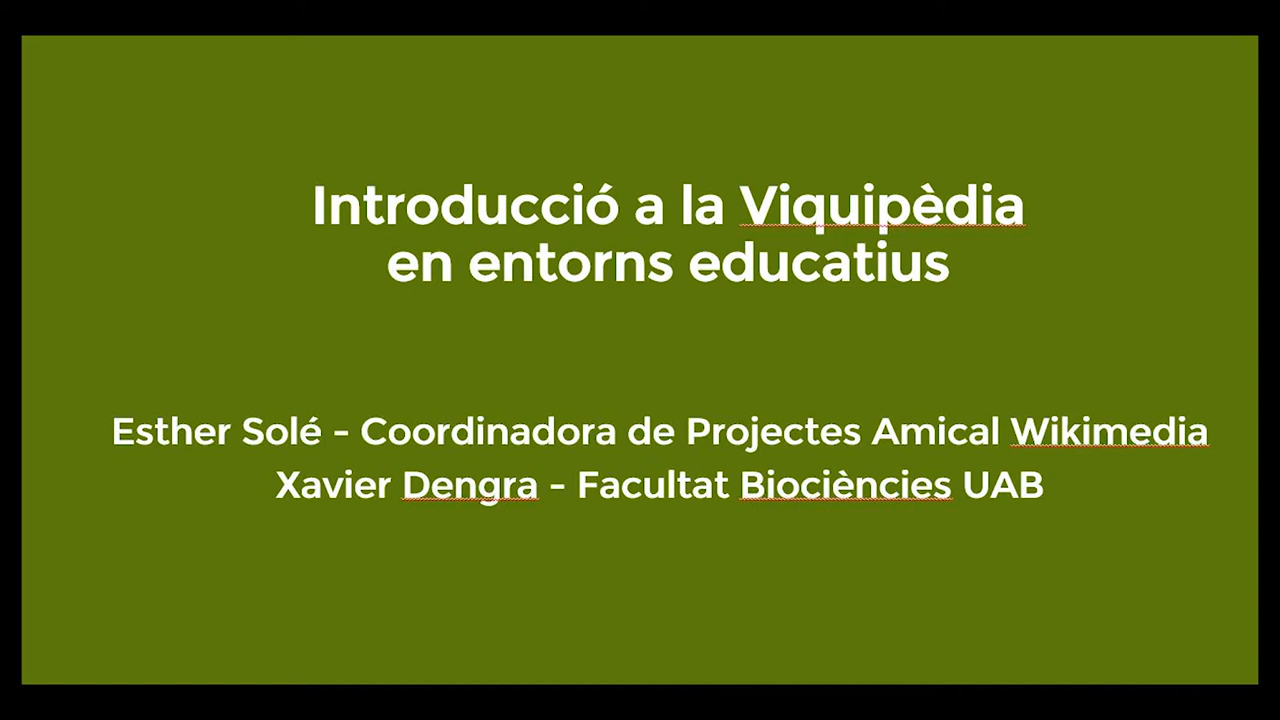 Introducció a la Viquipèdia
en entorns educatius
Esther Solé - Coordinadora de Projectes Amical Wikimedia
Xavier Dengra - Facultat Biociències UAB